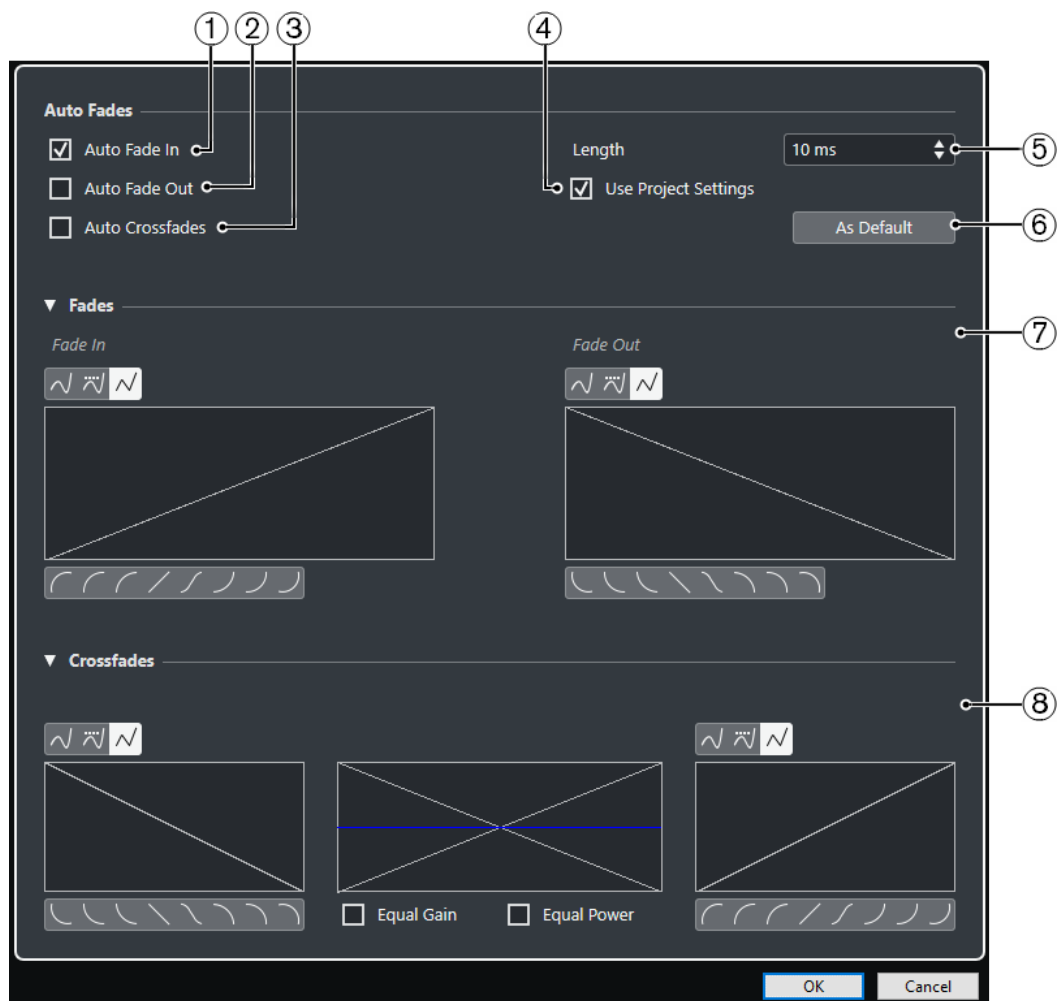 ① ② ③ ④
Auto Fades
Auto Fade In
Length 10 ms ⑤
Auto Fade Out
Use Project Settings
Auto Crossfades
As Default ⑥
Fades
⑦
Fade In Fade Out
Crossfades
⑧
Equal Gain Equal Power
OK Cancel